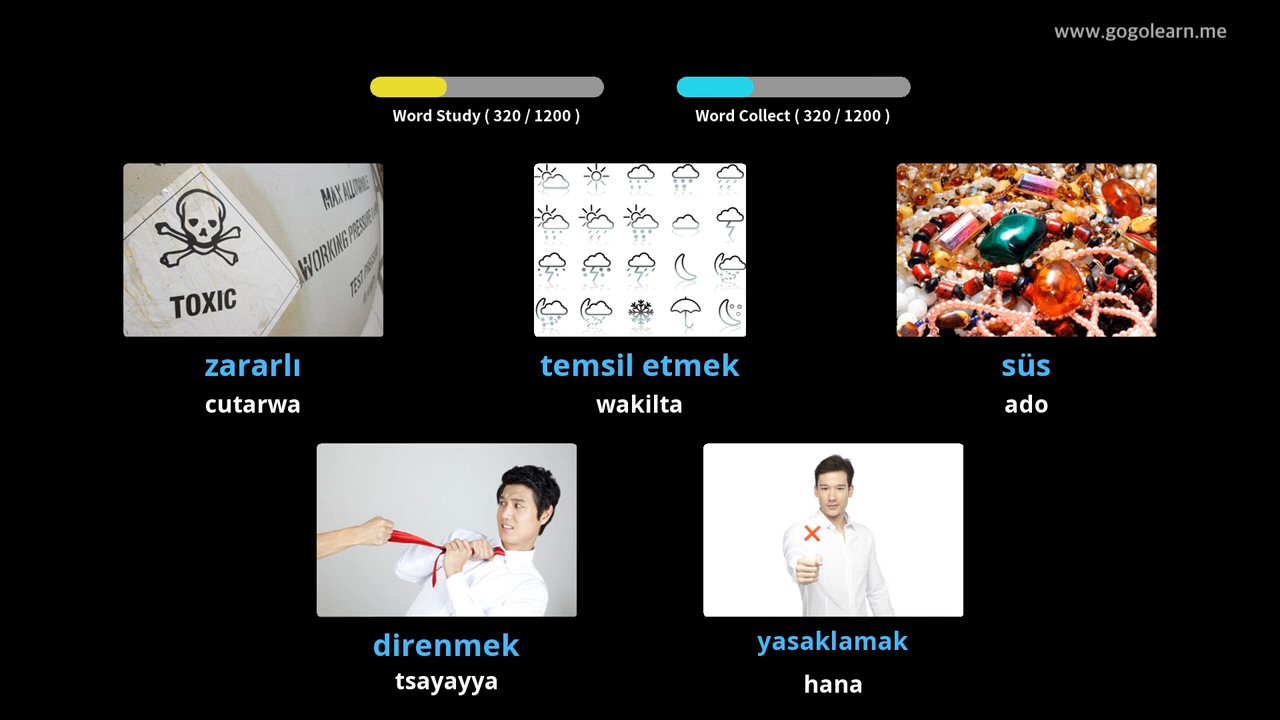 www.gogolearn.me
Word Study ( 320 / 1200 )
Word Collect ( 320 / 1200 )
TOXIC
MAX ALLOWABLE
WORKING PRESSURE
TEST
zararlı
temsil etmek
süs
cutarwa
wakilta
ado
direnmek
yasaklamak
tsayayya
hana